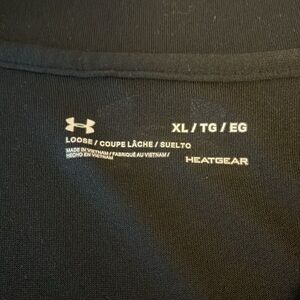 XL / TG / EG
LOOSE / COUPE LÂCHE / SUELTO
MADE IN VIETNAM / FABRIQUÉ AU VIETNAM /
HECHO EN VIETNAM
HEATGEAR